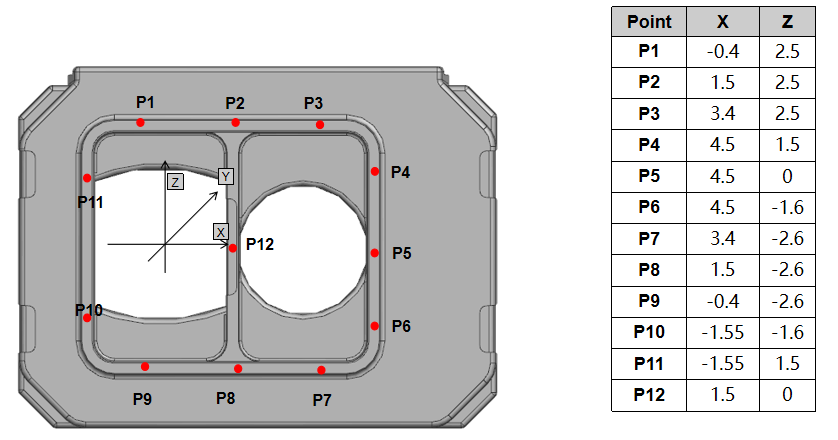 P1 P2 P3
P4
Z Y
P11
X
P12
P5
P10
P6
P9 P8 P7
Point X Z
P1 -0.4 2.5
P2 1.5 2.5
P3 3.4 2.5
P4 4.5 1.5
P5 4.5 0
P6 4.5 -1.6
P7 3.4 -2.6
P8 1.5 -2.6
P9 -0.4 -2.6
P10 -1.55 -1.6
P11 -1.55 1.5
P12 1.5 0